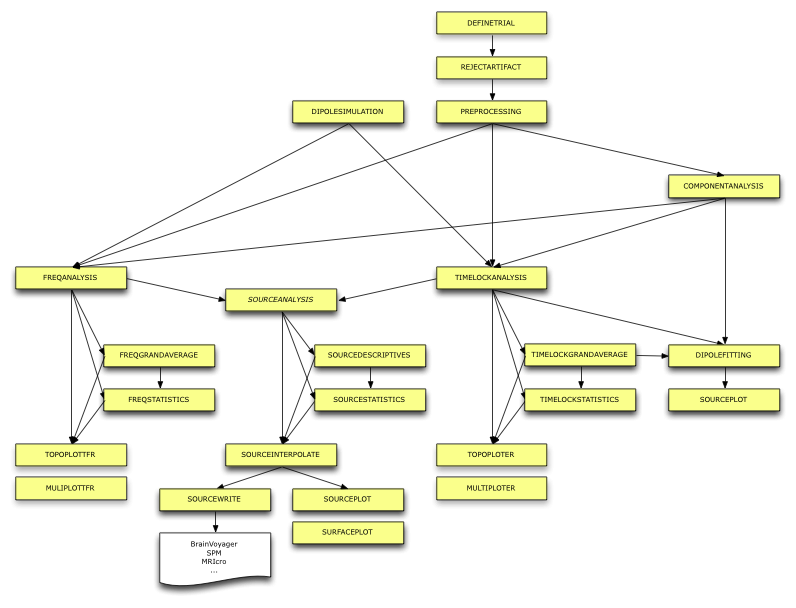 DEFINETRIAL
REJECTARTIFACT
DIPOLESIMULATION
PREPROCESSING
COMPONENTANALYSIS
FREQANALYSIS
TIMELOCKANALYSIS
SOURCEANALYSIS
FREQGRANDAVERAGE
SOURCEDESCRIPTIVES
TIMELOCKGRANDAVERAGE
DIPOLEFITTING
FREQSTATISTICS
SOURCESTATISTICS
TIMELOCKSTATISTICS
SOURCEPLOT
TOPOPLOTTFR
SOURCEINTERPOLATE
TOPOPLOTER
MULIPLOTTFR
MULTIPLOTER
SOURCEWRITE
SOURCEPLOT
SURFACEPLOT
BrainVoyager
SPM
MRIcro
...